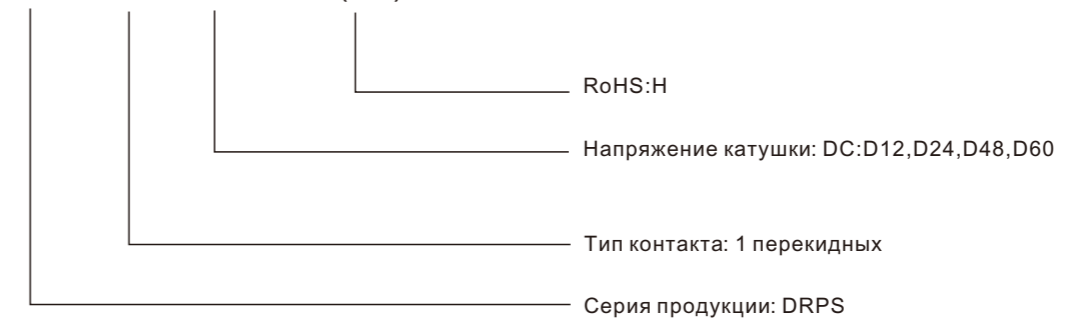 RoHS:H
Напряжение катушки: DC:D12,D24,D48,D60
Тип контакта: 1 перекидных
Серия продукции: DRPS